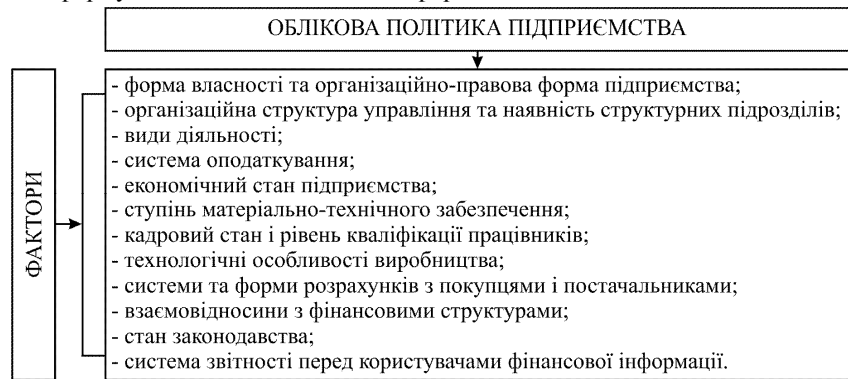 ОБЛІКОВА ПОЛІТИКА ПІДПРИЄМСТВА
ФАКТОРИ
- форма власності та організаційно-правова форма підприємства;
- організаційна структура управління та наявність структурних підрозділів;
- види діяльності;
- система оподаткування;
- економічний стан підприємства;
- ступінь матеріально-технічного забезпечення;
- кадровий стан і рівень кваліфікації працівників;
- технологічні особливості виробництва;
- системи та форми розрахунків з покупцями і постачальниками;
- взаємовідносини з фінансовими структурами;
- стан законодавства;
- система звітності перед користувачами фінансової інформації.